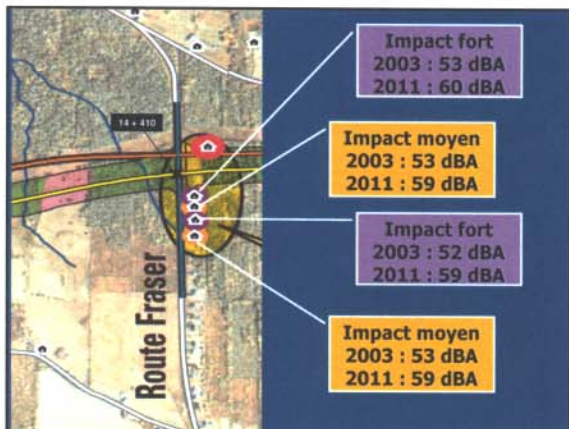 14 + 410
Route Fraser
Impact fort
2003 : 53 dBA
2011 : 60 dBA
Impact moyen
2003 : 53 dBA
2011 : 59 dBA
Impact fort
2003 : 52 dBA
2011 : 59 dBA
Impact moyen
2003 : 53 dBA
2011 : 59 dBA